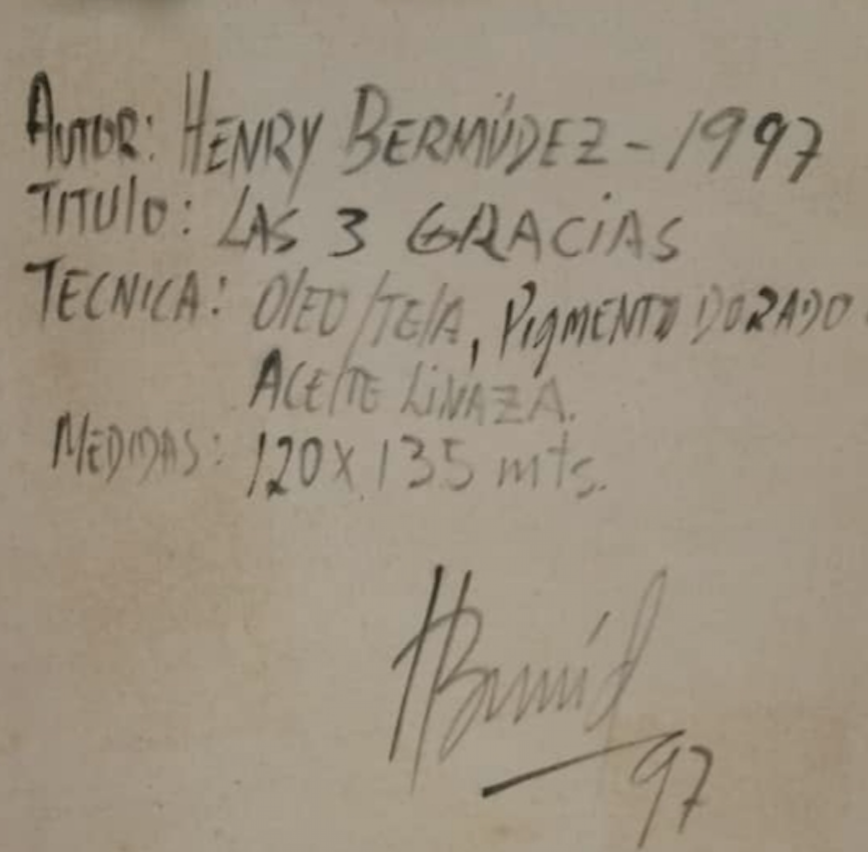 AUTOR: HENRY BERMÚDEZ - 1997
TITULO: LAS 3 GRACIAS
TECNICA: OLEO/TELA, PIGMENTO DORADO
ACEITE LINAZA.
MEDIDAS: 120 X 135 mts.
HBermúd
97